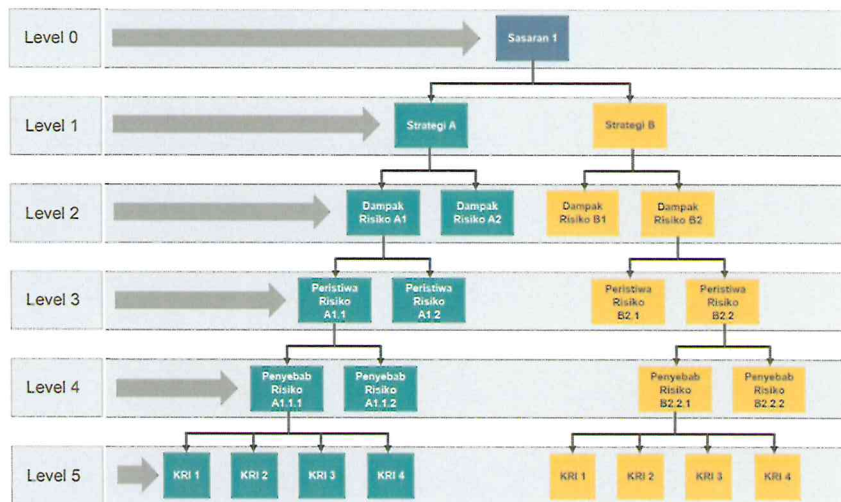 Level 0
Sasaran 1
Level 1
Strategi A
Strategi B
Level 2
Dampak
Risiko A1
Dampak
Risiko A2
Dampak
Risiko B1
Dampak
Risiko B2
Level 3
Peristiwa
Risiko
A1.1
Peristiwa
Risiko
A1.2
Peristiwa
Risiko
B2.1
Peristiwa
Risiko
B2.2
Level 4
Penyebab
Risiko
A1.1.1
Penyebab
Risiko
A1.1.2
Penyebab
Risiko
B2.2.1
Penyebab
Risiko
B2.2.2
Level 5
KRI 1
KRI 2
KRI 3
KRI 4
KRI 1
KRI 2
KRI 3
KRI 4